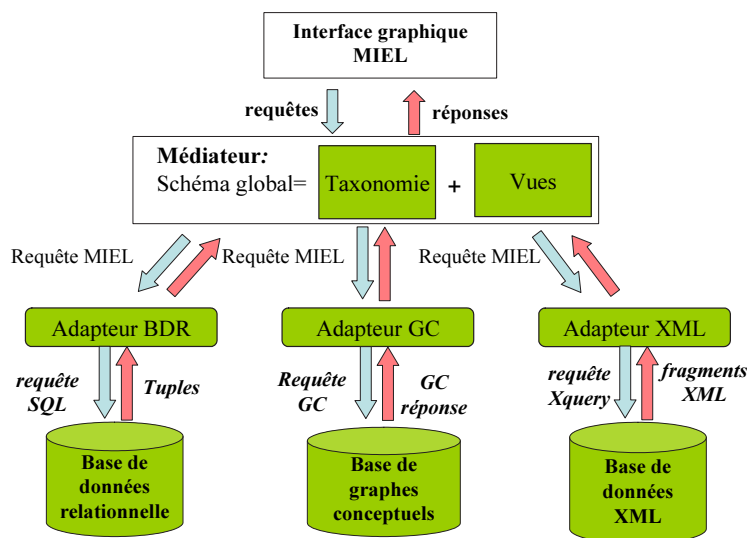 Interface graphique
MIEL
requêtes
réponses
Médiateur:
Schéma global=
Taxonomie
+
Vues
Requête MIEL
Requête MIEL
Requête MIEL
Adapteur BDR
Adapteur GC
Adapteur XML
requête
SQL
Tuples
Requête
GC
GC
réponse
requête
Xquery
fragments
XML
Base de
données
relationnelle
Base de
graphes
conceptuels
Base de
données
XML